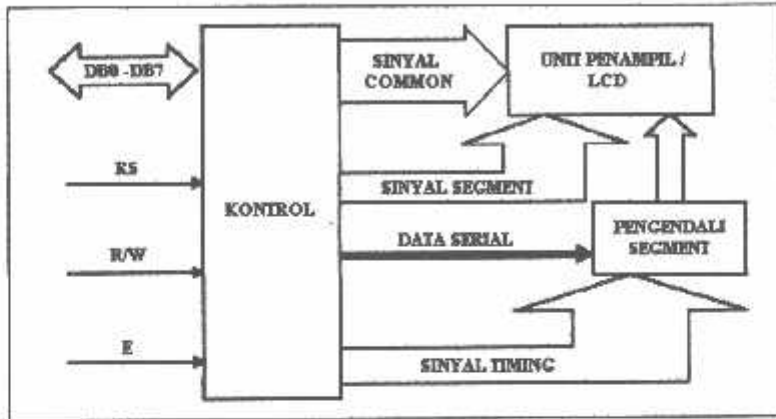 DB0 -DB7
RS
R/W
E
KONTROL
SINYAL
COMMON
SINYAL SEGMENT
DATA SERIAL
SINYAL TIMING
UNIT PENAMPIL /
LCD
PENGENDALI
SEGMENT